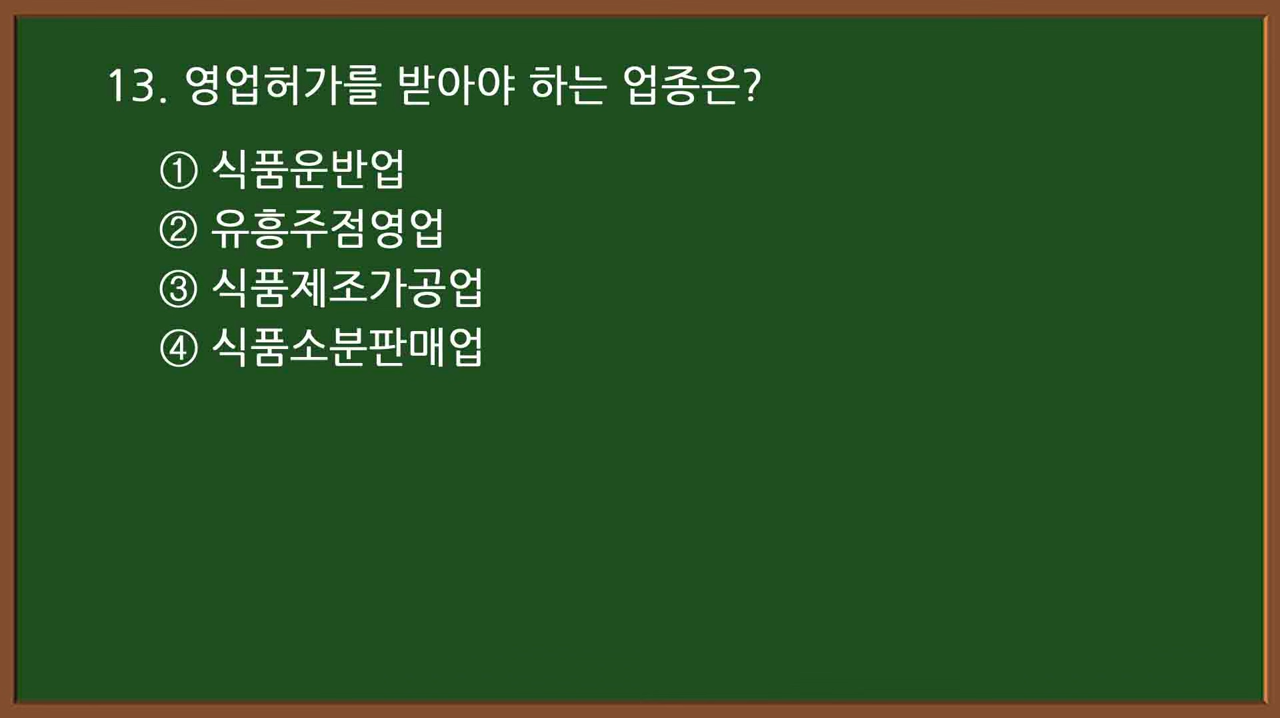 13. 영업허가를 받아야 하는 업종은?
① 식품운반업
② 유흥주점영업
③ 식품제조가공업
④ 식품소분판매업